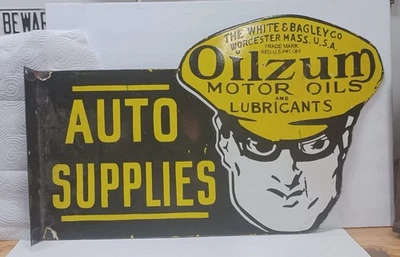 BEWAR
THE WHITE & BAGLEY CO
WORCESTER MASS. U.S.A.
TRADE MARK
REG. U.S. PAT. OFF.
Oilzum
MOTOR OILS
AND
LUBRICANTS
AUTO
SUPPLIES